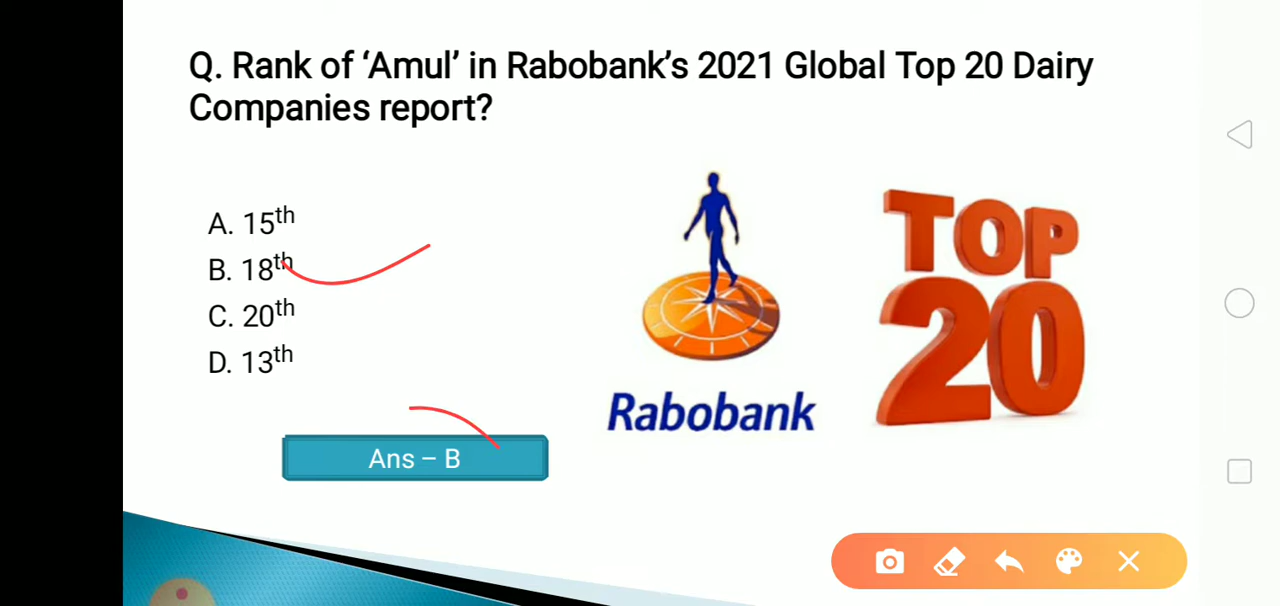 Q. Rank of ‘Amul’ in Rabobank’s 2021 Global Top 20 Dairy
Companies report?
A. 15th
B. 18th
C. 20th
D. 13th
Ans – B
Rabobank
TOP
20